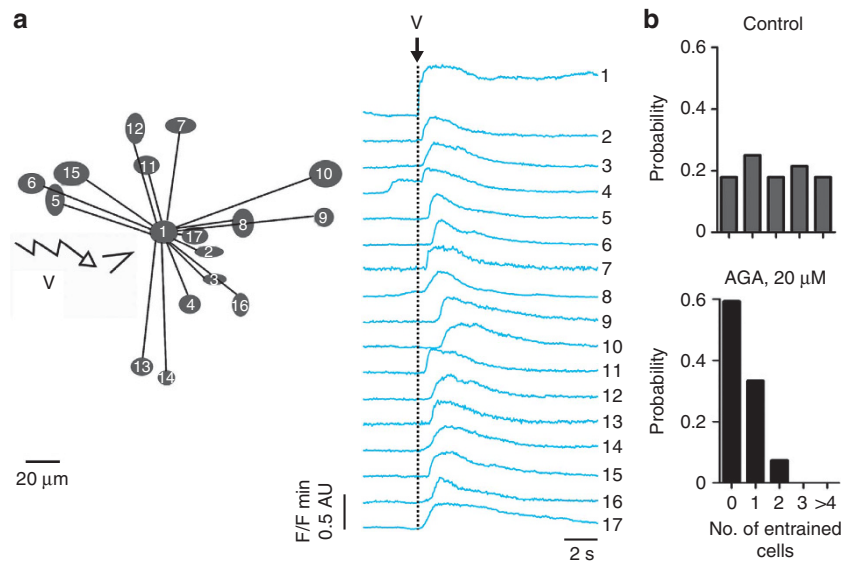 a
12
7
15
11
10
6
5
8
9
1
17
2
3
4
16
13
14
V
20 μm
V
1
2
3
4
5
6
7
8
9
10
11
12
13
14
15
16
17
F/F min
0.5 AU
2 s
b
Control
Probability
0.6
0.4
0.2
0
AGA, 20 μM
Probability
0.6
0.4
0.2
0
0 1 2 3 >4
No. of entrained
cells